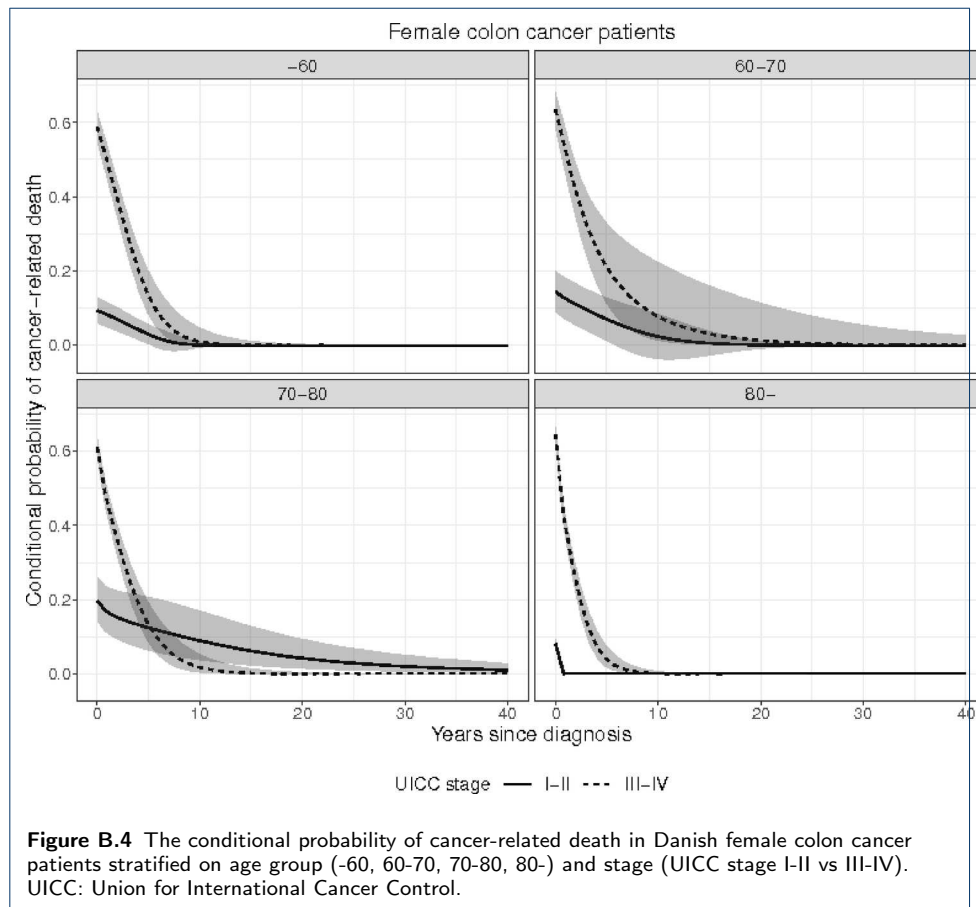 Female colon cancer patients
-60
60-70
0.6
0.4
0.2
0.0
70-80
80-
0.6
0.4
0.2
0.0
Conditional probability of cancer-related death
0 10 20 30 40
0 10 20 30 40
Years since diagnosis
UICC stage I-II III-IV
Figure B.4 The conditional probability of cancer-related death in Danish female colon cancer
patients stratified on age group (-60, 60-70, 70-80, 80-) and stage (UICC stage I-II vs III-IV).
UICC: Union for International Cancer Control.